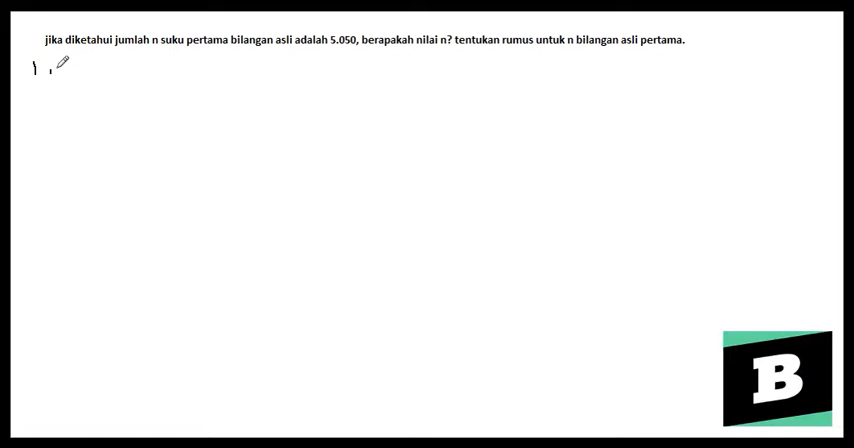 jika diketahui jumlah n suku pertama bilangan asli adalah 5.050, berapakah nilai n? tentukan rumus untuk n bilangan asli pertama.
B